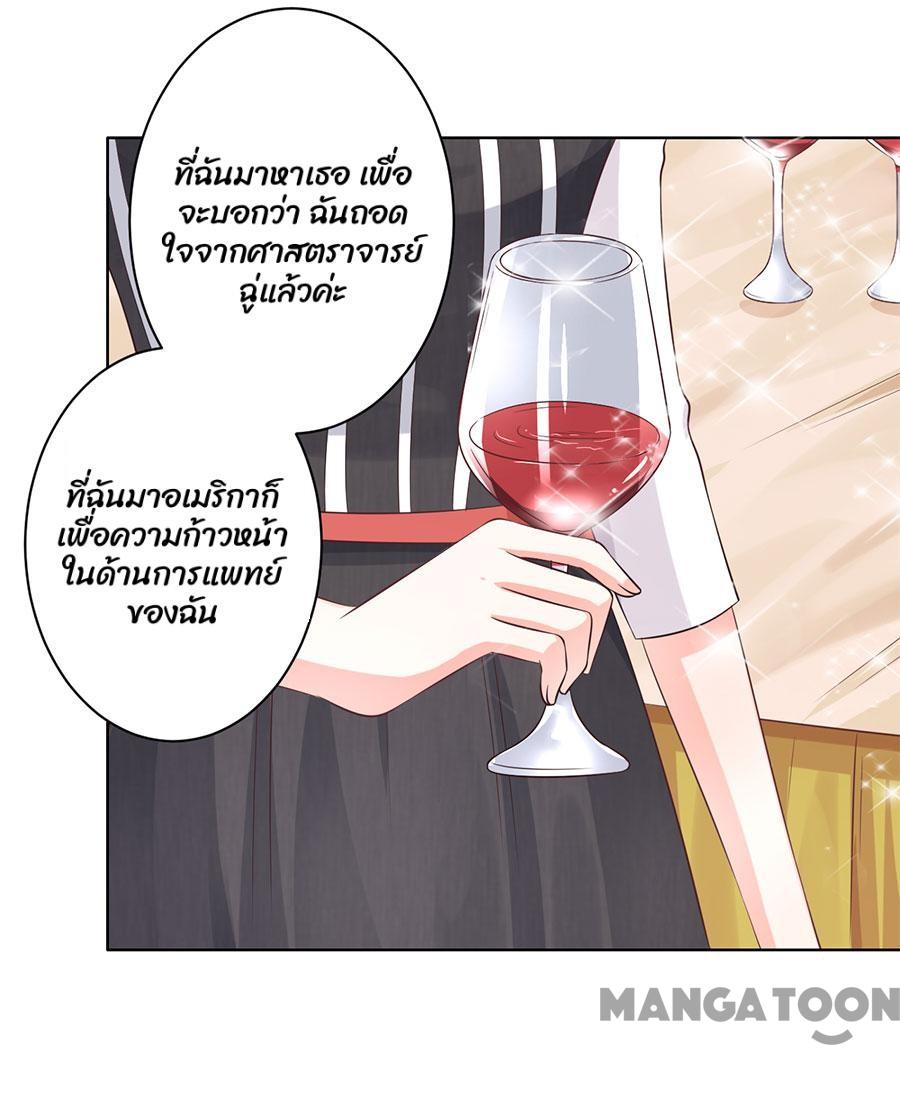 ที่ฉันมาหาเธอ เพื่อ
จะบอกว่า ฉันถอด
ใจจากศาสตราจารย์
ฉู่แล้วค่ะ
ที่ฉันมาอเมริกาก็
เพื่อความก้าวหน้า
ในด้านการแพทย์
ของฉัน
MANGATOON